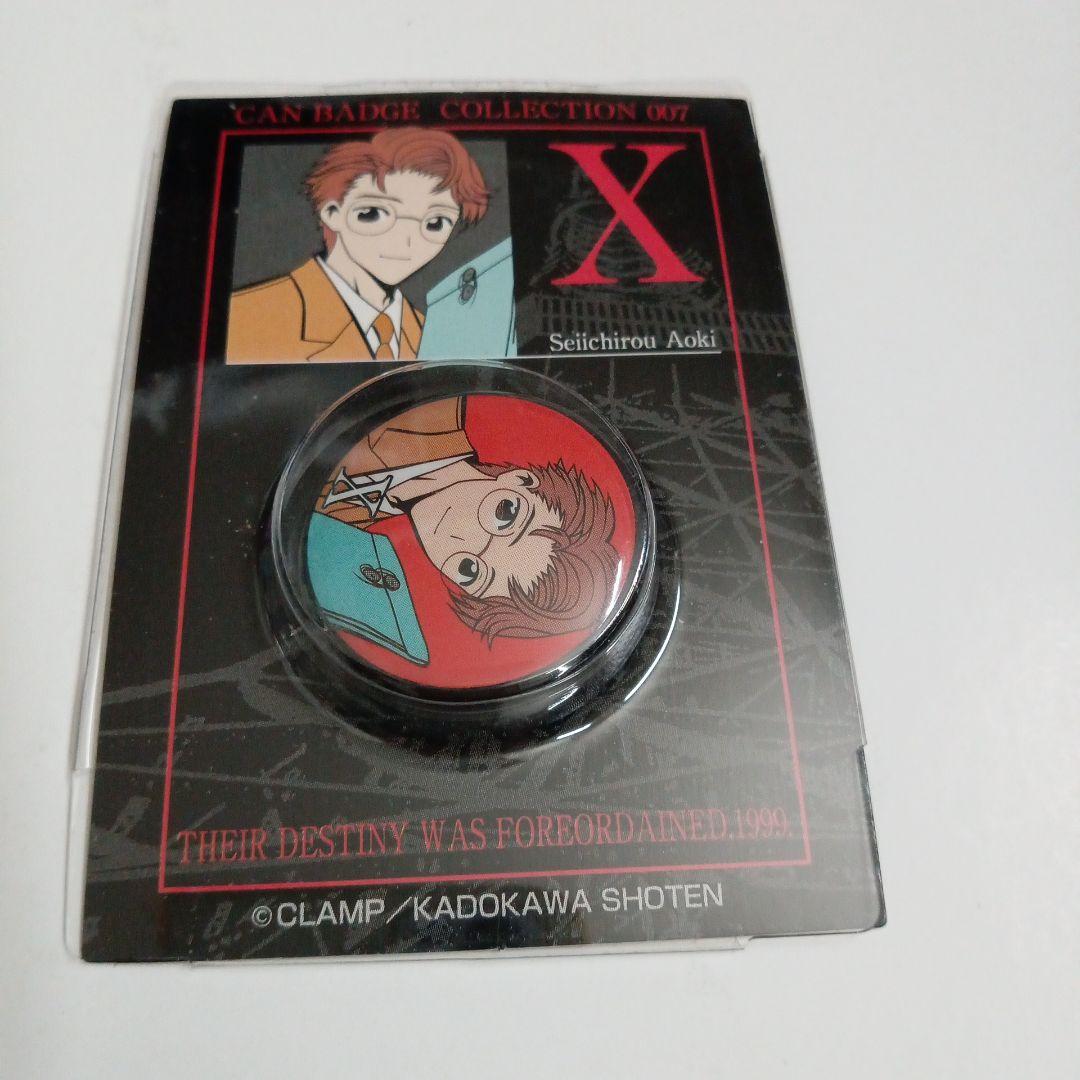 CAN BADGE COLLECTION 007
X
Seiichirou Aoki
X
THEIR DESTINY WAS FOREORDAINED.1999.
©CLAMP/KADOKAWA SHOTEN